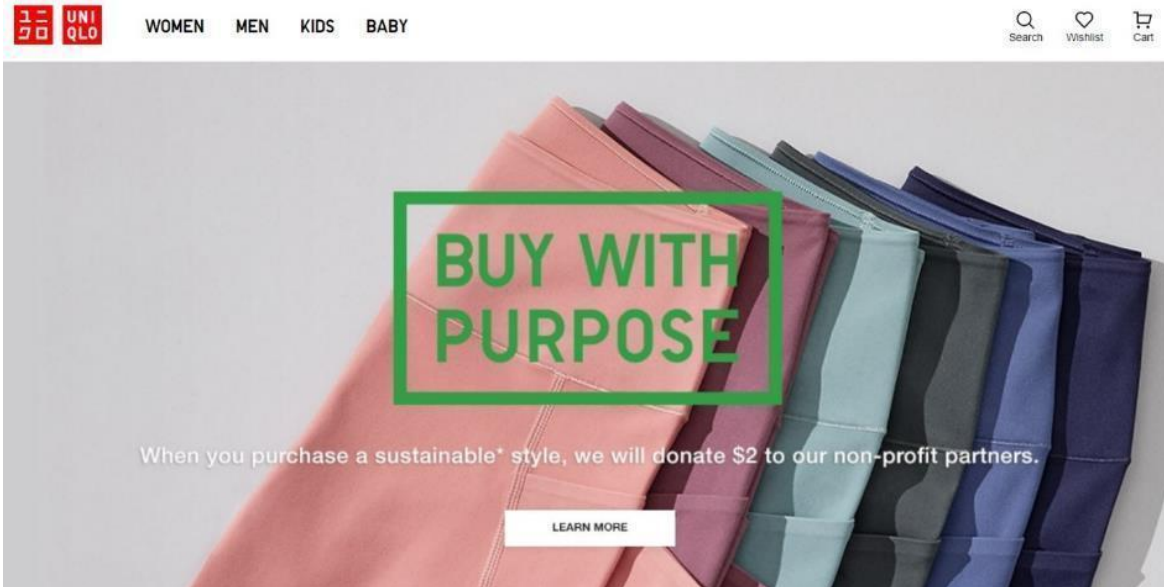 ユニ
クロ
UNI
QLO
WOMEN MEN KIDS BABY
Search Wishlist Cart
BUY WITH
PURPOSE
When you purchase a sustainable* style, we will donate $2 to our non-profit partners.
LEARN MORE